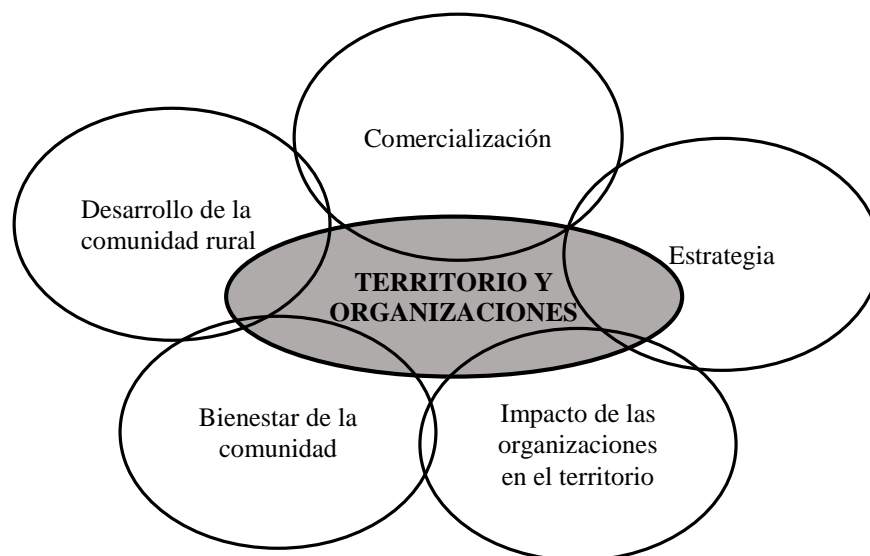 Comercialización
Desarrollo de la
comunidad rural
Estrategia
TERRITORIO Y
ORGANIZACIONES
Bienestar de la
comunidad
Impacto de las
organizaciones
en el territorio